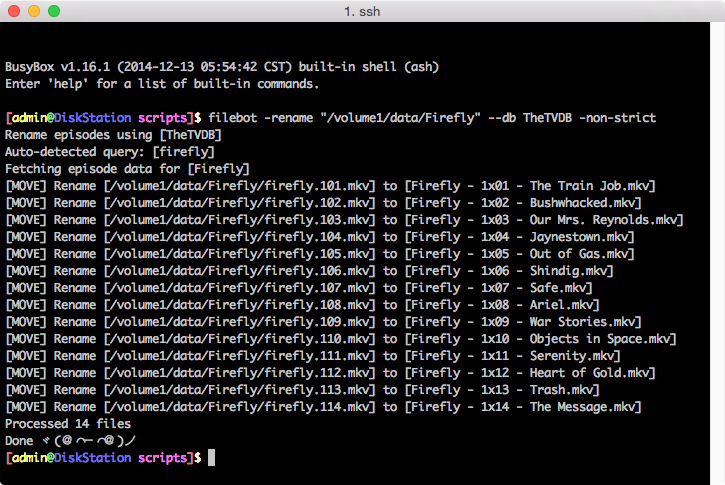 1. ssh
BusyBox v1.16.1 (2014-12-13 05:54:42 CST) built-in shell (ash)
Enter 'help' for a list of built-in commands.
[admin@DiskStation scripts]$ filebot -rename "/volume1/data/Firefly" --db TheTVDB -non-strict
Rename episodes using [TheTVDB]
Auto-detected query: [firefly]
Fetching episode data for [Firefly]
[MOVE] Rename [/volume1/data/Firefly/firefly.101.mkv] to [Firefly - 1x01 - The Train Job.mkv]
[MOVE] Rename [/volume1/data/Firefly/firefly.102.mkv] to [Firefly - 1x02 - Bushwhacked.mkv]
[MOVE] Rename [/volume1/data/Firefly/firefly.103.mkv] to [Firefly - 1x03 - Our Mrs. Reynolds.mkv]
[MOVE] Rename [/volume1/data/Firefly/firefly.104.mkv] to [Firefly - 1x04 - Jaynestown.mkv]
[MOVE] Rename [/volume1/data/Firefly/firefly.105.mkv] to [Firefly - 1x05 - Out of Gas.mkv]
[MOVE] Rename [/volume1/data/Firefly/firefly.106.mkv] to [Firefly - 1x06 - Shindig.mkv]
[MOVE] Rename [/volume1/data/Firefly/firefly.107.mkv] to [Firefly - 1x07 - Safe.mkv]
[MOVE] Rename [/volume1/data/Firefly/firefly.108.mkv] to [Firefly - 1x08 - Ariel.mkv]
[MOVE] Rename [/volume1/data/Firefly/firefly.109.mkv] to [Firefly - 1x09 - War Stories.mkv]
[MOVE] Rename [/volume1/data/Firefly/firefly.110.mkv] to [Firefly - 1x10 - Objects in Space.mkv]
[MOVE] Rename [/volume1/data/Firefly/firefly.111.mkv] to [Firefly - 1x11 - Serenity.mkv]
[MOVE] Rename [/volume1/data/Firefly/firefly.112.mkv] to [Firefly - 1x12 - Heart of Gold.mkv]
[MOVE] Rename [/volume1/data/Firefly/firefly.113.mkv] to [Firefly - 1x13 - Trash.mkv]
[MOVE] Rename [/volume1/data/Firefly/firefly.114.mkv] to [Firefly - 1x14 - The Message.mkv]
Processed 14 files
Done ヾ(@⌒ー⌒@)ノ
[admin@DiskStation scripts]$